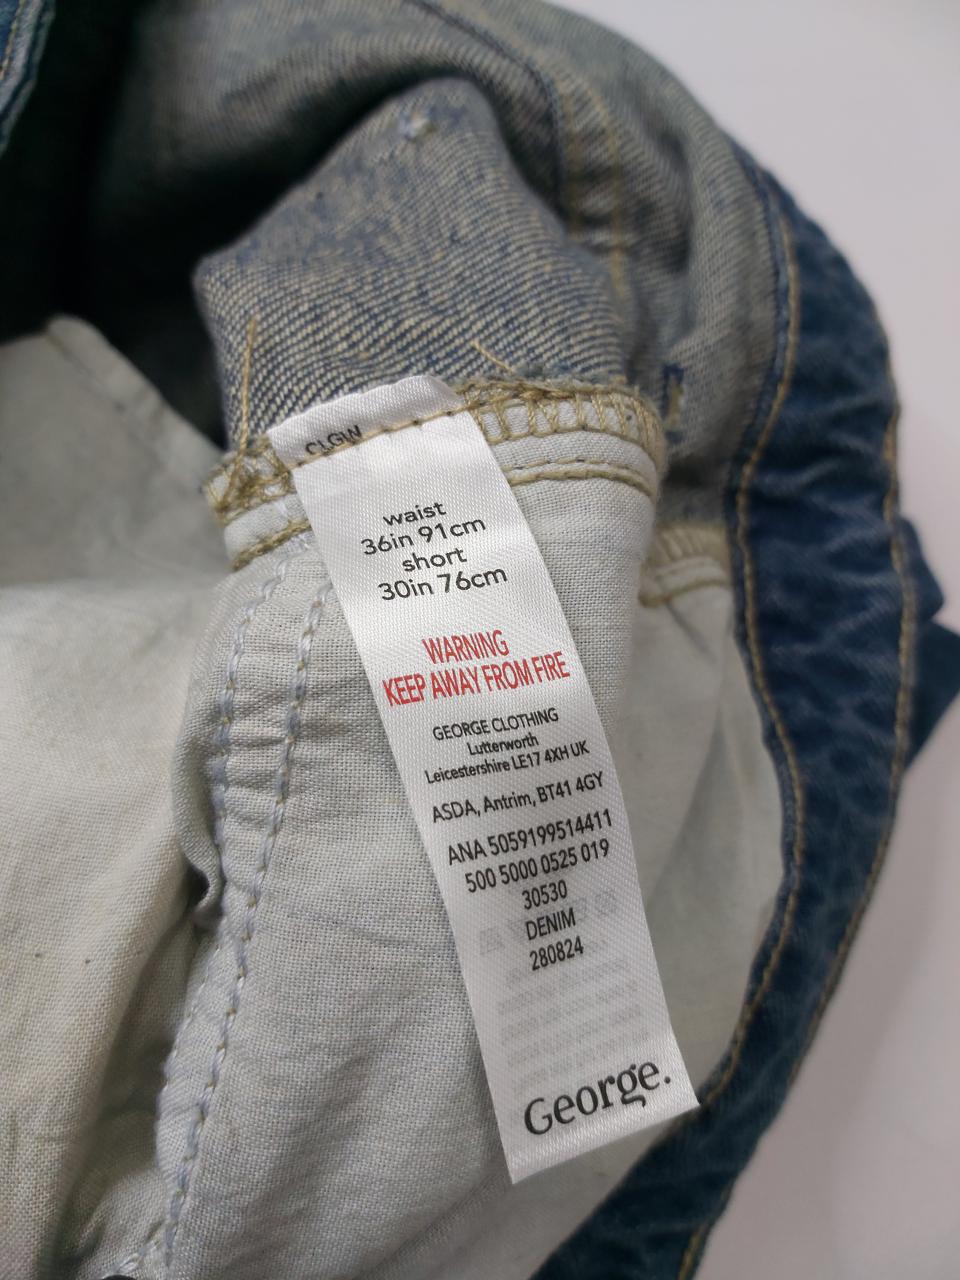 CLGW
waist
36in 91cm
short
30in 76cm
WARNING
KEEP AWAY FROM FIRE
GEORGE CLOTHING
Lutterworth
Leicestershire LE17 4XH UK
ASDA, Antrim, BT41 4GY
ANA 5059199514411
500 5000 0525 019
30530
DENIM
280824
George.